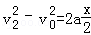 v₂² − v₀² = 2a x/2